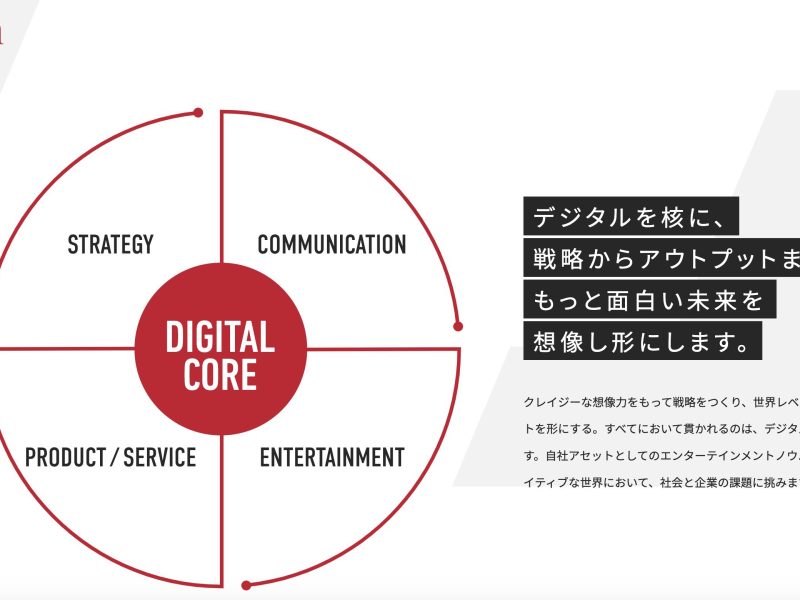 STRATEGY
COMMUNICATION
DIGITAL
CORE
PRODUCT / SERVICE
ENTERTAINMENT
デジタルを核に、
戦略からアウトプットま
もっと面白い未来を
想像し形にします。
クレイジーな想像力をもって戦略をつくり、世界レベ
トを形にする。すべてにおいて貫かれるのは、デジタ
す。自社アセットとしてのエンターテインメントノウ
イティブな世界において、社会と企業の課題に挑みま